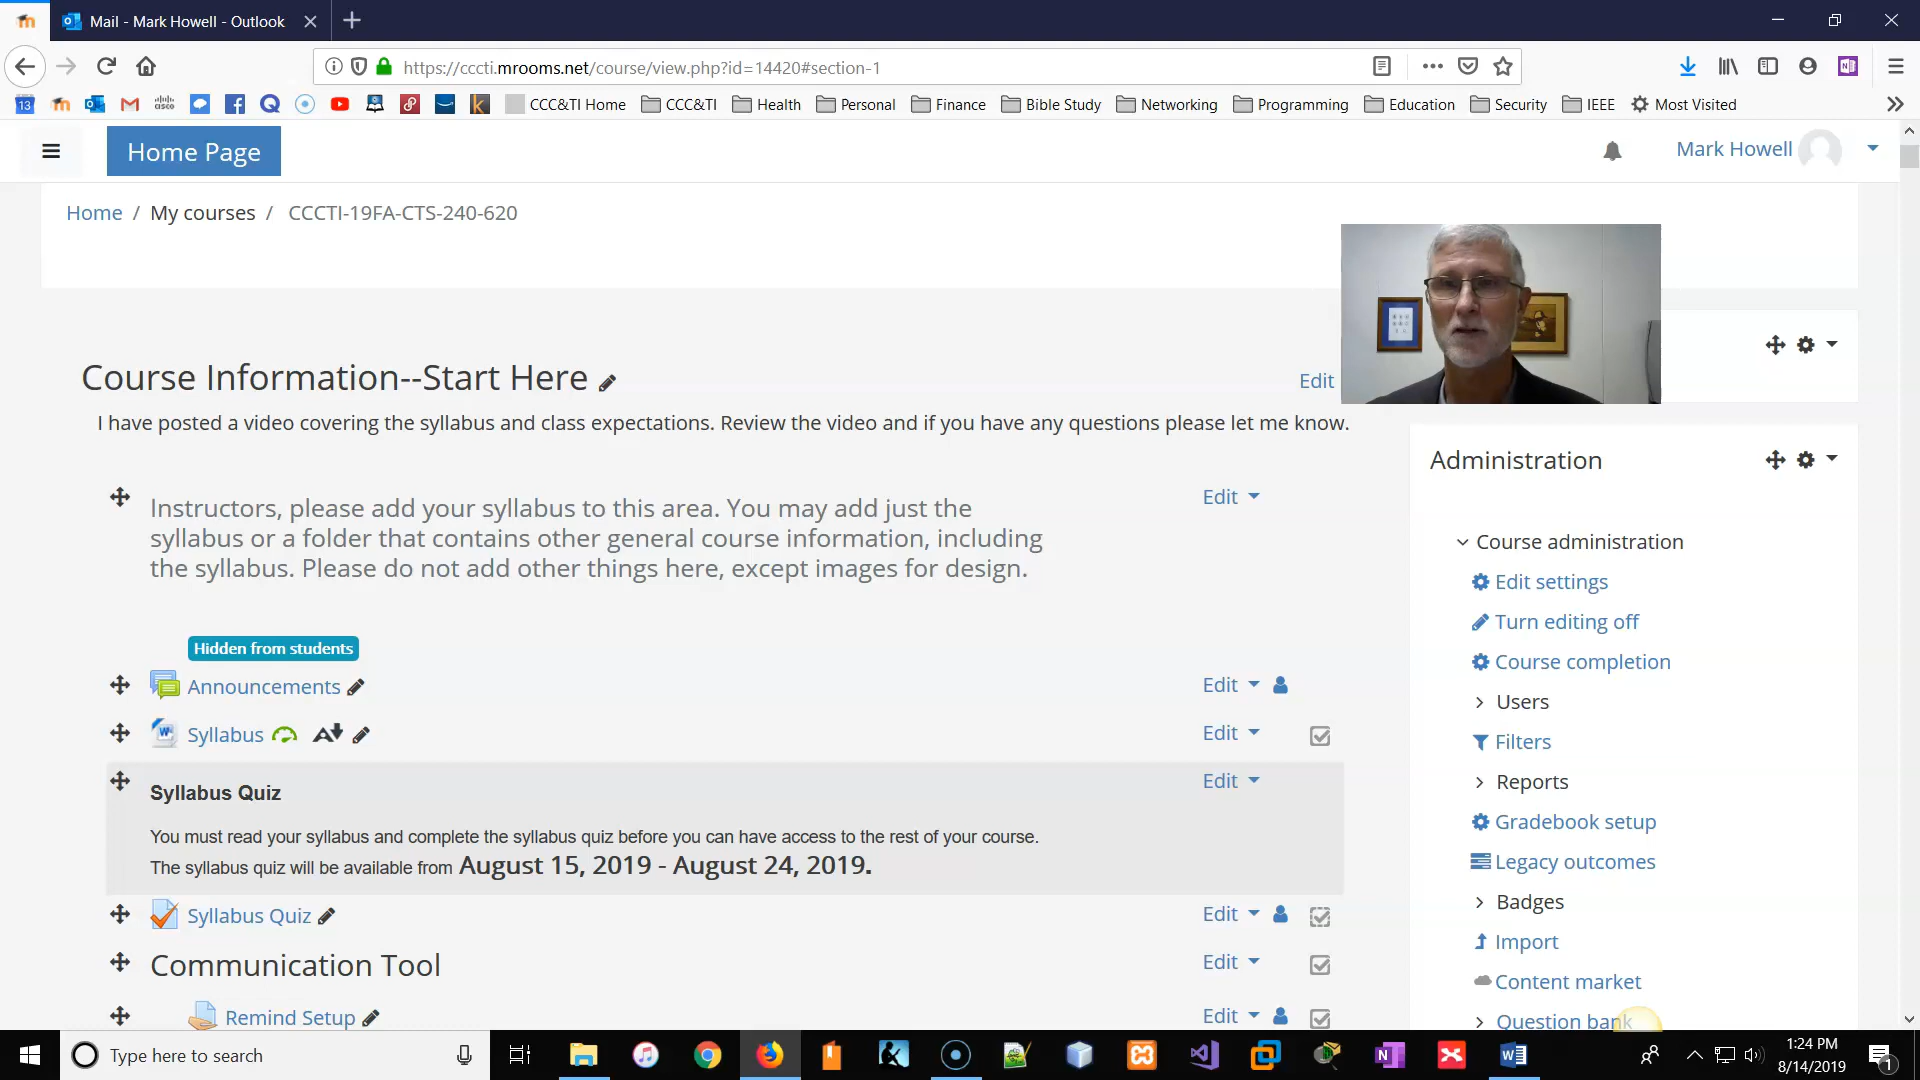 Mail - Mark Howell - Outlook
https://cccti.mrooms.net/course/view.php?id=14420#section-1
13
CCC&TI Home
CCC&TI
Health
Personal
Finance
Bible Study
Networking
Programming
Education
Security
IEEE
Most Visited
Home Page
Mark Howell
Home / My courses / CCCTI-19FA-CTS-240-620
Course Information--Start Here
Edit
I have posted a video covering the syllabus and class expectations. Review the video and if you have any questions please let me know.
Instructors, please add your syllabus to this area. You may add just the
syllabus or a folder that contains other general course information, including
the syllabus. Please do not add other things here, except images for design.
Edit
Hidden from students
Announcements
Edit
Syllabus
Edit
Syllabus Quiz
Edit
You must read your syllabus and complete the syllabus quiz before you can have access to the rest of your course.
The syllabus quiz will be available from August 15, 2019 - August 24, 2019.
Syllabus Quiz
Edit
Communication Tool
Edit
Remind Setup
Edit
Administration
Course administration
Edit settings
Turn editing off
Course completion
Users
Filters
Reports
Gradebook setup
Legacy outcomes
Badges
Import
Content market
Question bank
Type here to search
1:24 PM
8/14/2019
1